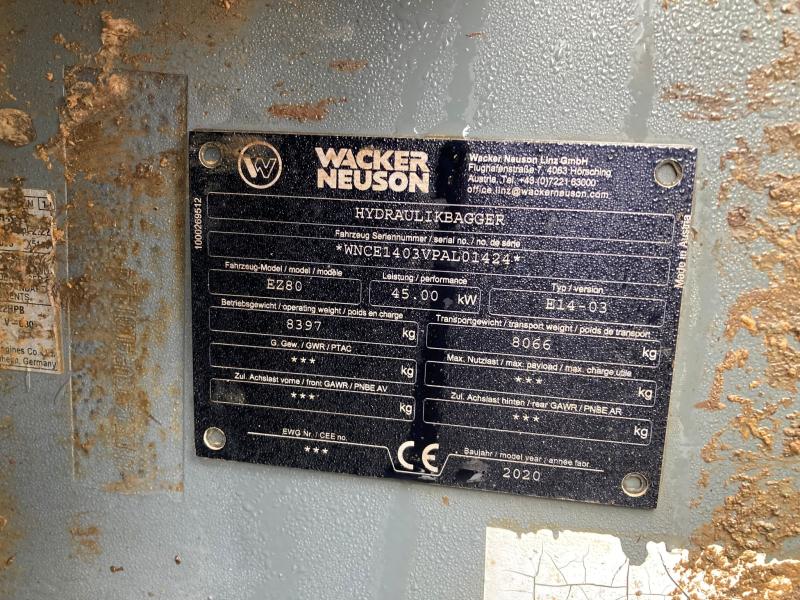 WACKER
NEUSON
Wacker Neuson Linz GmbH
Flughafenstraße 7, 4063 Hörsching
Austria, Tel. +43 (0)7221 63000
office.linz@wackerneuson.com
1000269512
HYDRAULIKBAGGER
Fahrzeug Seriennummer / serial no. / no. de série
*WNCE1403VPAL01424*
Fahrzeug-Model / model / modèle
EZ80
Leistung / performance
45.00 kW
Typ / version
E14-03
Betriebsgewicht / operating weight / poids en charge
8397 kg
Transportgewicht / transport weight / poids de transport
8066 kg
G. Gew. / GWR / PTAC
*** kg
Max. Nutzlast / max. payload / max. charge utile
*** kg
Zul. Achslast vorne / front GAWR / PNBE AV
*** kg
Zul. Achslast hinten / rear GAWR / PNBE AR
*** kg
EWG Nr. / CEE no.
***
CE
Baujahr / model year / année fabr.
2020
Made in Austria
Germany